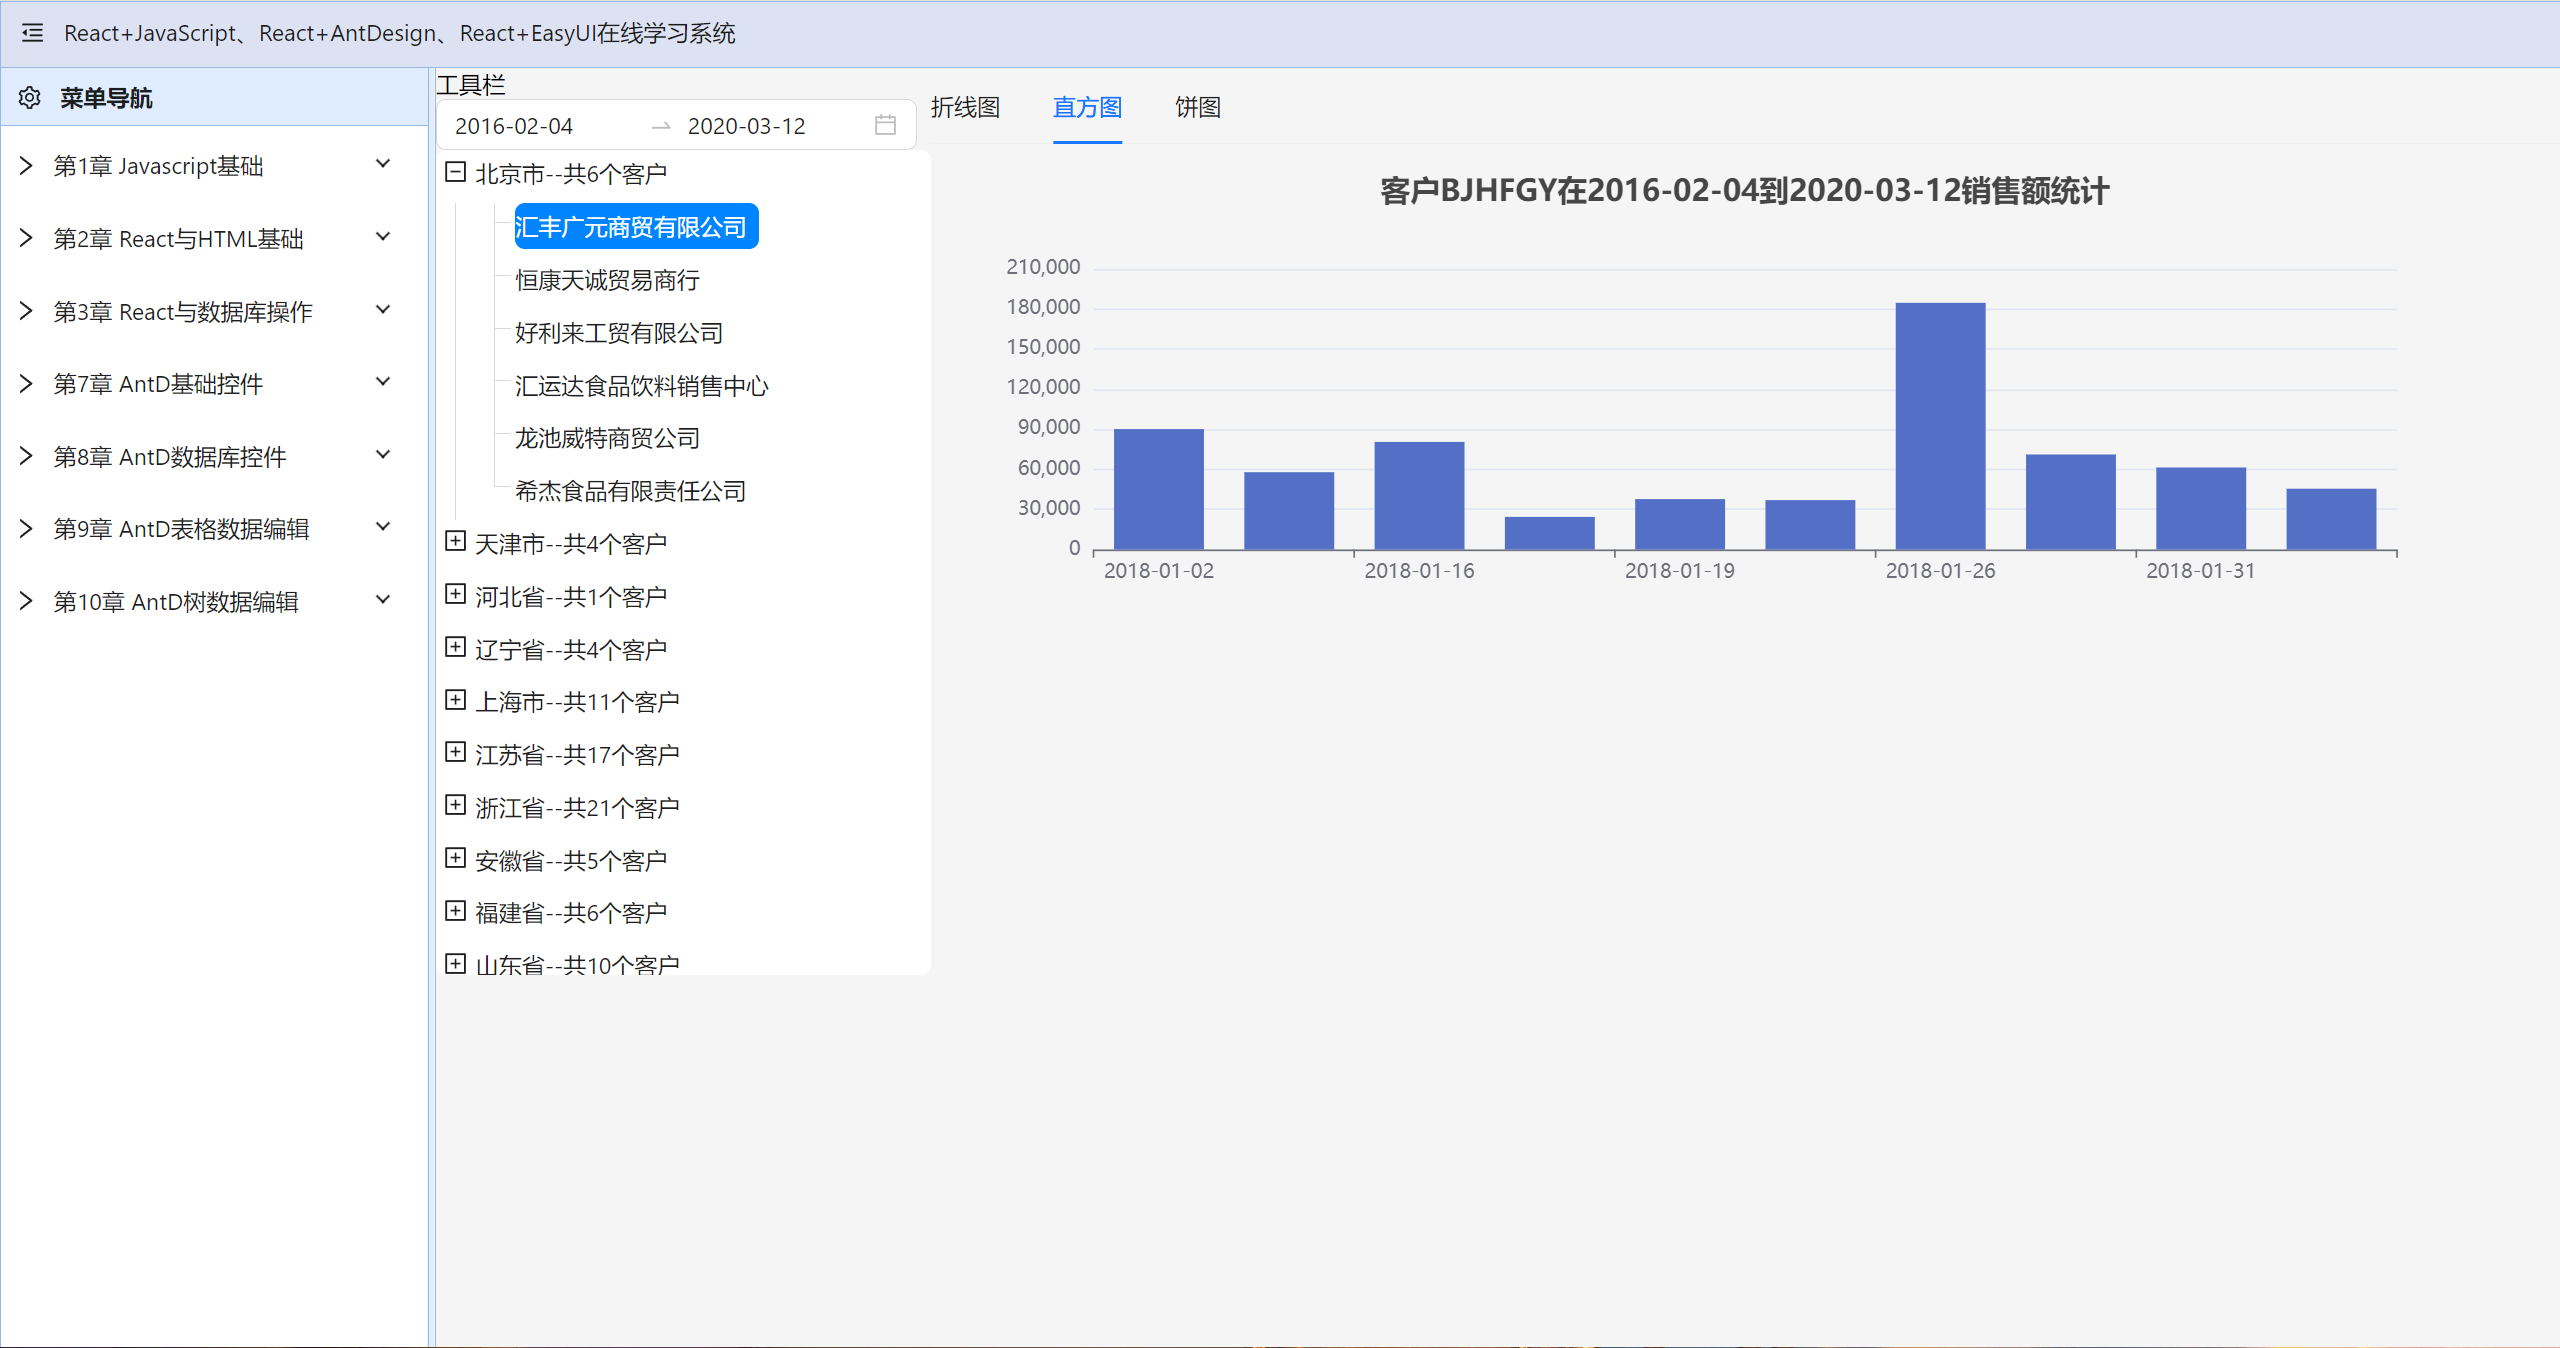 React+JavaScript、React+AntDesign、React+EasyUI在线学习系统
菜单导航
第1章 Javascript基础
第2章 React与HTML基础
第3章 React与数据库操作
第7章 AntD基础控件
第8章 AntD数据库控件
第9章 AntD表格数据编辑
第10章 AntD树数据编辑
工具栏
2016-02-04
2020-03-12
北京市--共6个客户
汇丰广元商贸有限公司
恒康天诚贸易商行
好利来工贸有限公司
汇运达食品饮料销售中心
龙池威特商贸公司
希杰食品有限责任公司
天津市--共4个客户
河北省--共1个客户
辽宁省--共4个客户
上海市--共11个客户
江苏省--共17个客户
浙江省--共21个客户
安徽省--共5个客户
福建省--共6个客户
山东省--共10个客户
折线图
直方图
饼图
客户BJHFGY在2016-02-04到2020-03-12销售额统计
210,000
180,000
150,000
120,000
90,000
60,000
30,000
0
2018-01-02
2018-01-16
2018-01-19
2018-01-26
2018-01-31